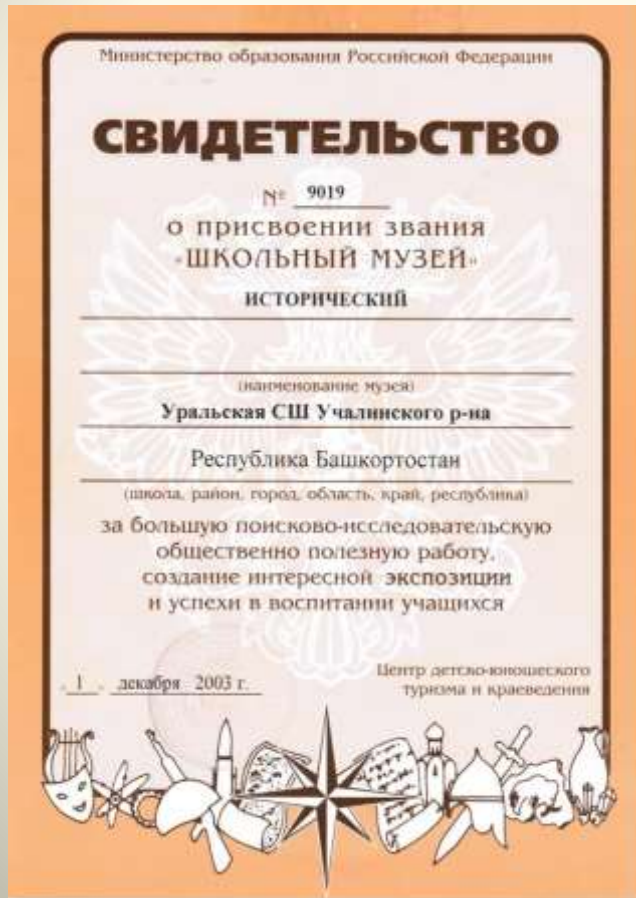 Министерство образования Российской Федерации
СВИДЕТЕЛЬСТВО
№ 9019
о присвоении звания
«ШКОЛЬНЫЙ МУЗЕЙ»
ИСТОРИЧЕСКИЙ
(наименование музея)
Уральская СШ Учалинского р-на
Республика Башкортостан
(школа, район, город, область, край, республика)
за большую поисково-исследовательскую
общественно полезную работу,
создание интересной экспозиции
и успехи в воспитании учащихся
"1" декабря 2003 г.
Центр детско-юношеского
туризма и краеведения